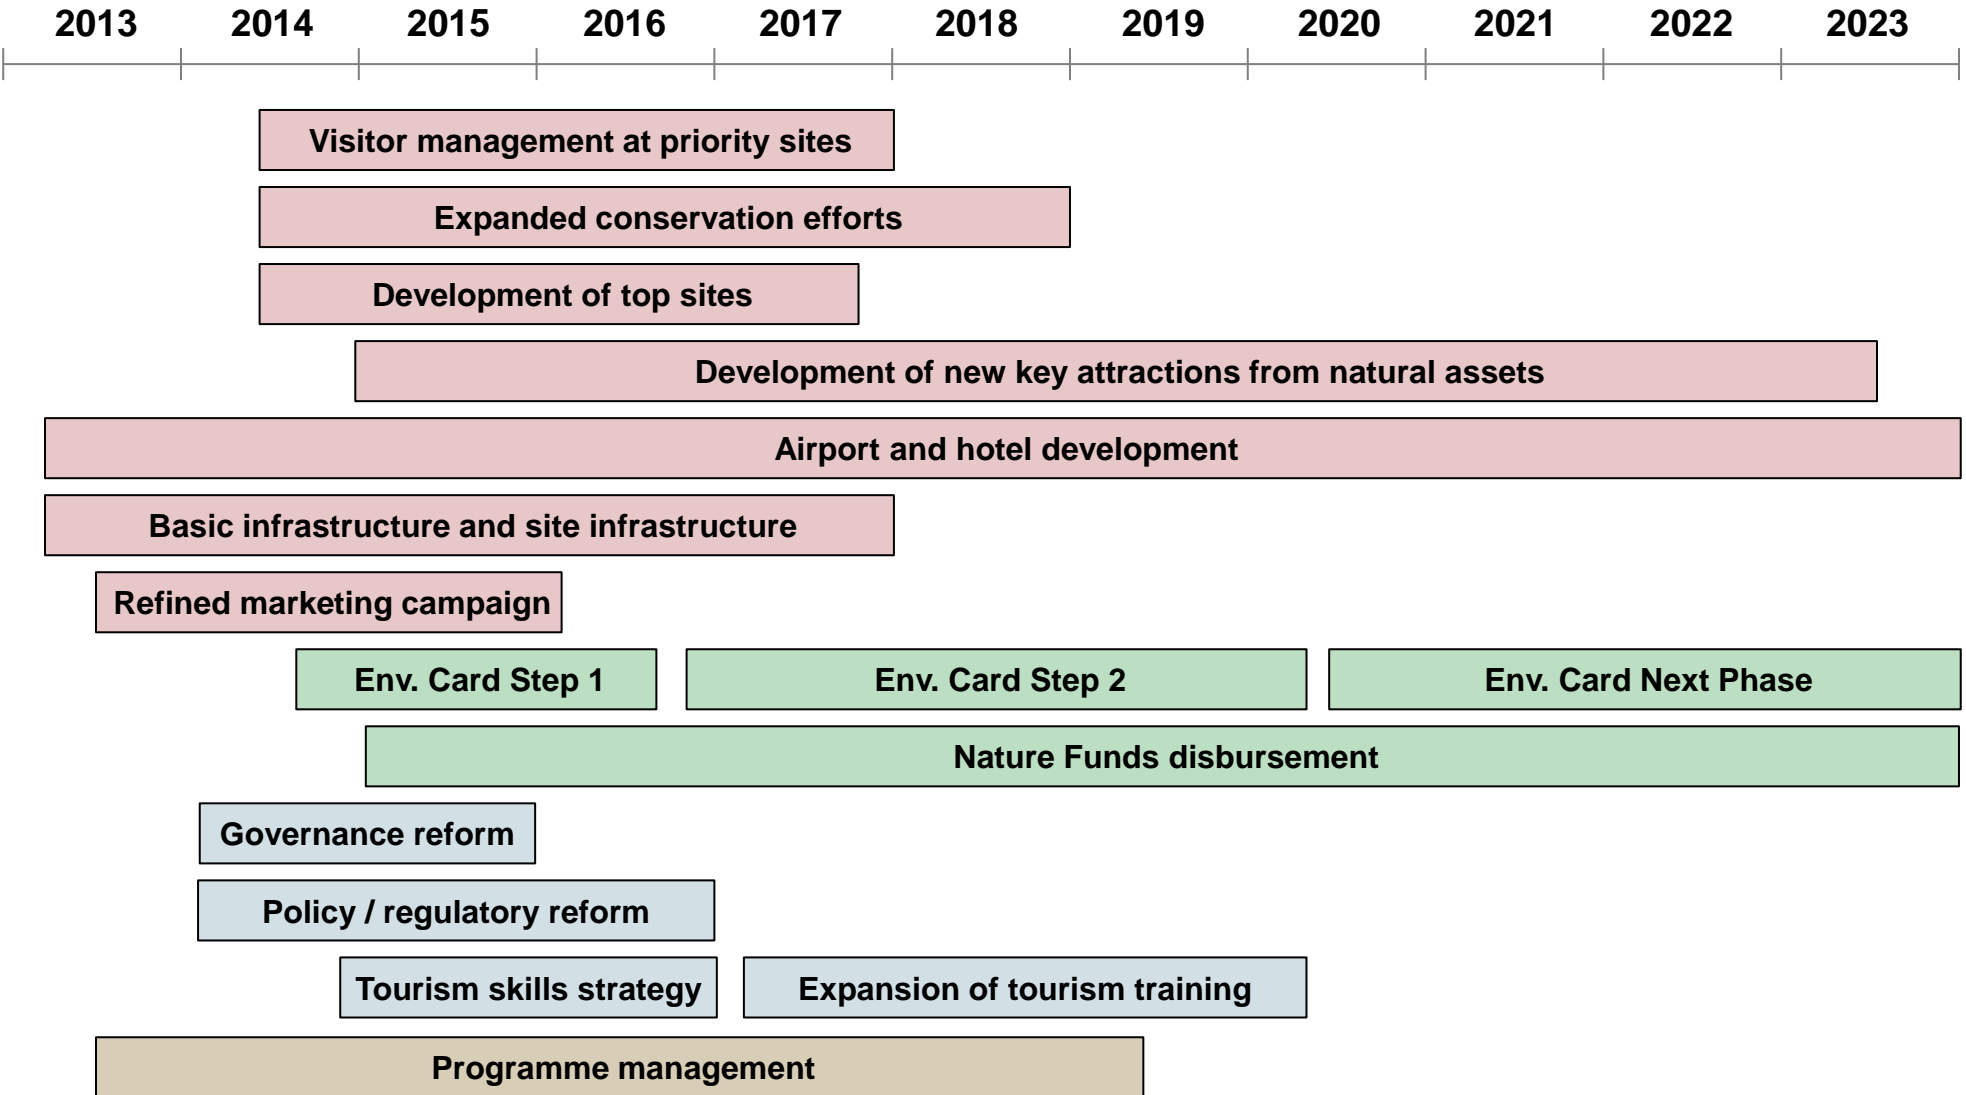 2013 2014 2015 2016 2017 2018 2019 2020 2021 2022 2023
Visitor management at priority sites
Expanded conservation efforts
Development of top sites
Development of new key attractions from natural assets
Airport and hotel development
Basic infrastructure and site infrastructure
Refined marketing campaign
Env. Card Step 1 Env. Card Step 2 Env. Card Next Phase
Nature Funds disbursement
Governance reform
Policy / regulatory reform
Tourism skills strategy Expansion of tourism training
Programme management